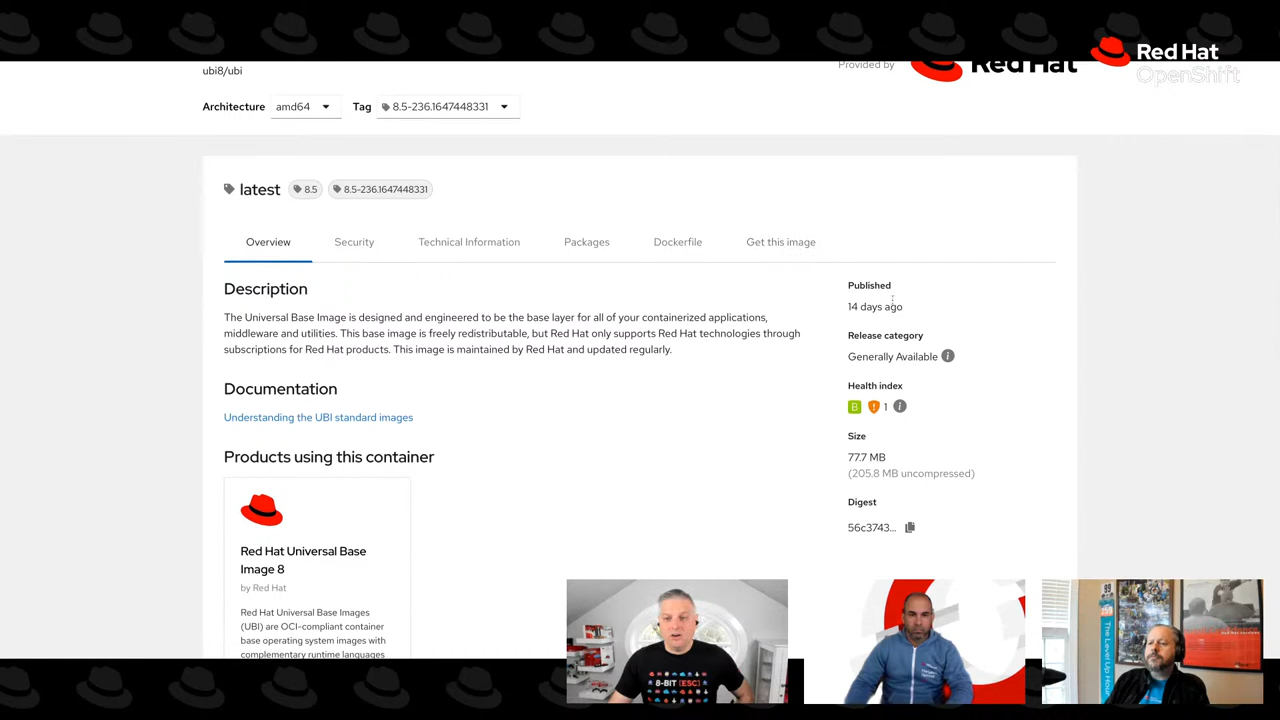 ubi8/ubi
Provided by
Red Hat
Red Hat
OpenShift
Architecture
amd64
Tag
8.5-236.1647448331
latest
8.5
8.5-236.1647448331
Overview
Security
Technical Information
Packages
Dockerfile
Get this image
Description
The Universal Base Image is designed and engineered to be the base layer for all of your containerized applications,
middleware and utilities. This base image is freely redistributable, but Red Hat only supports Red Hat technologies through
subscriptions for Red Hat products. This image is maintained by Red Hat and updated regularly.
Documentation
Understanding the UBI standard images
Products using this container
Red Hat Universal Base
Image 8
by Red Hat
Red Hat Universal Base Images
(UBI) are OCI-compliant container
base operating system images with
complementary runtime languages
Published
14 days ago
Release category
Generally Available
Health index
B
1
Size
77.7 MB
(205.8 MB uncompressed)
Digest
56c3743...
8-BIT [ESC]
The Level Up Hour